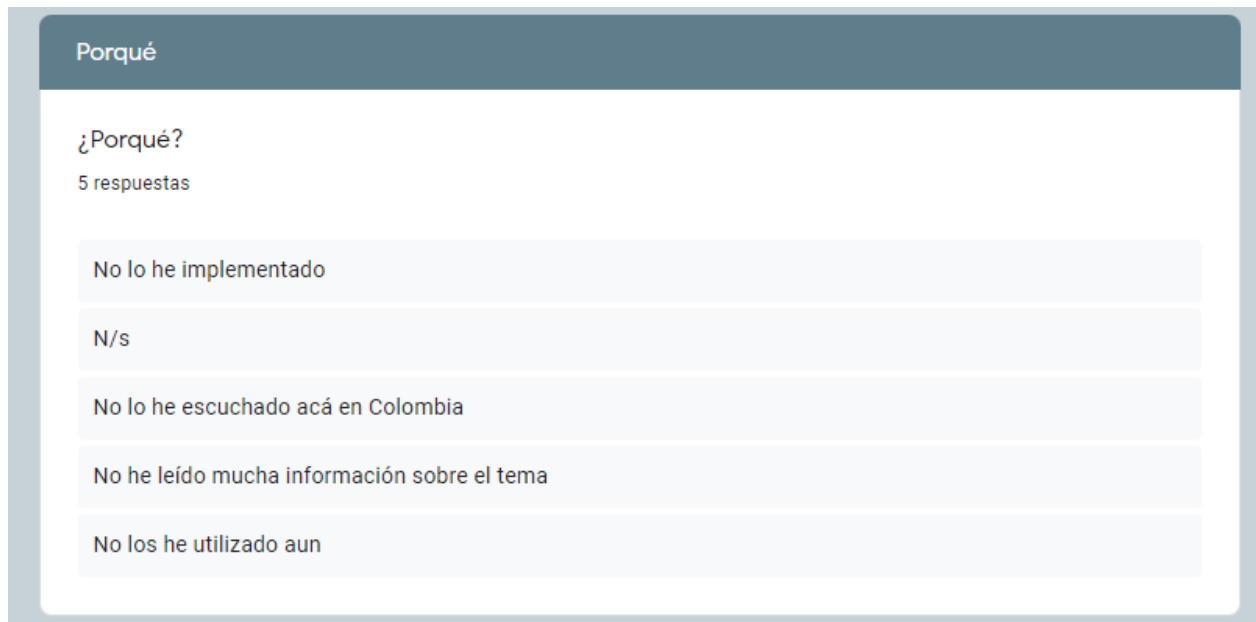 Porqué
¿Porqué?
5 respuestas
No lo he implementado
N/s
No lo he escuchado acá en Colombia
No he leído mucha información sobre el tema
No los he utilizado aun